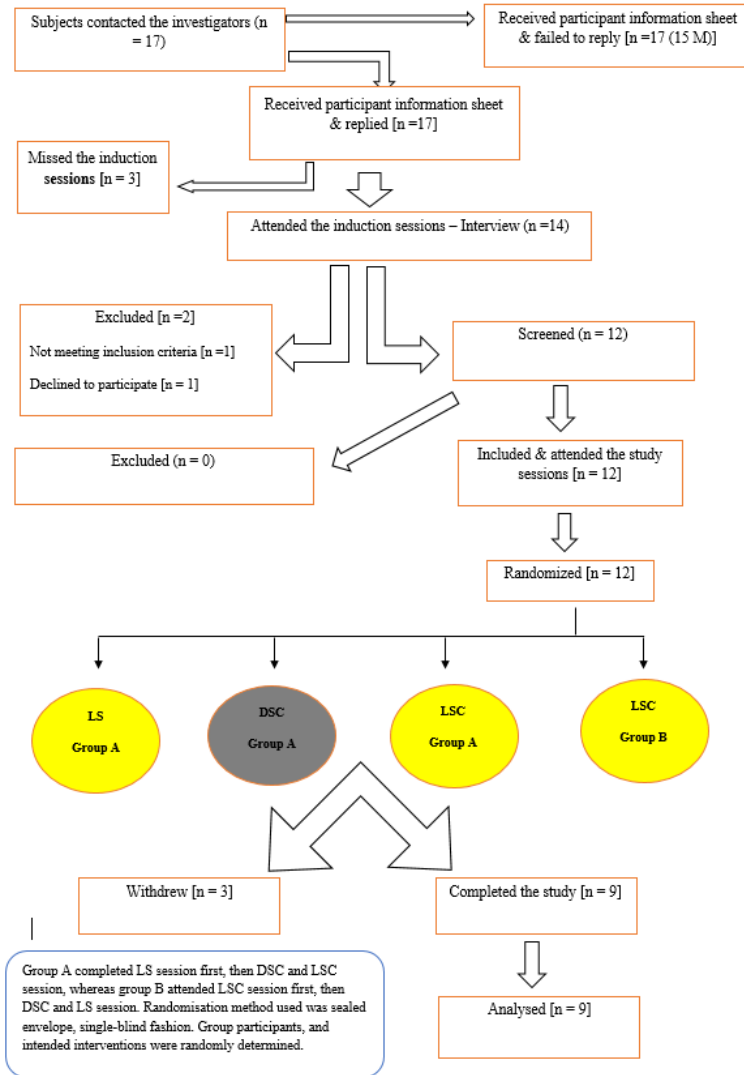 Subjects contacted the investigators (n
= 17)
Received participant information sheet
& failed to reply [n =17 (15 M)]
Received participant information sheet
& replied [n =17]
Missed the induction
sessions [n = 3]
Attended the induction sessions – Interview (n =14)
Excluded [n =2]
Not meeting inclusion criteria [n =1]
Declined to participate [n = 1]
Screened (n = 12)
Excluded (n = 0)
Included & attended the study
sessions [n = 12]
Randomized [n = 12]
LS
Group A
DSC
Group A
LSC
Group A
LSC
Group B
Withdrew [n = 3]
Completed the study [n = 9]
Group A completed LS session first, then DSC and LSC
session, whereas group B attended LSC session first, then
DSC and LS session. Randomisation method used was sealed
envelope, single-blind fashion. Group participants, and
intended interventions were randomly determined.
Analysed [n = 9]